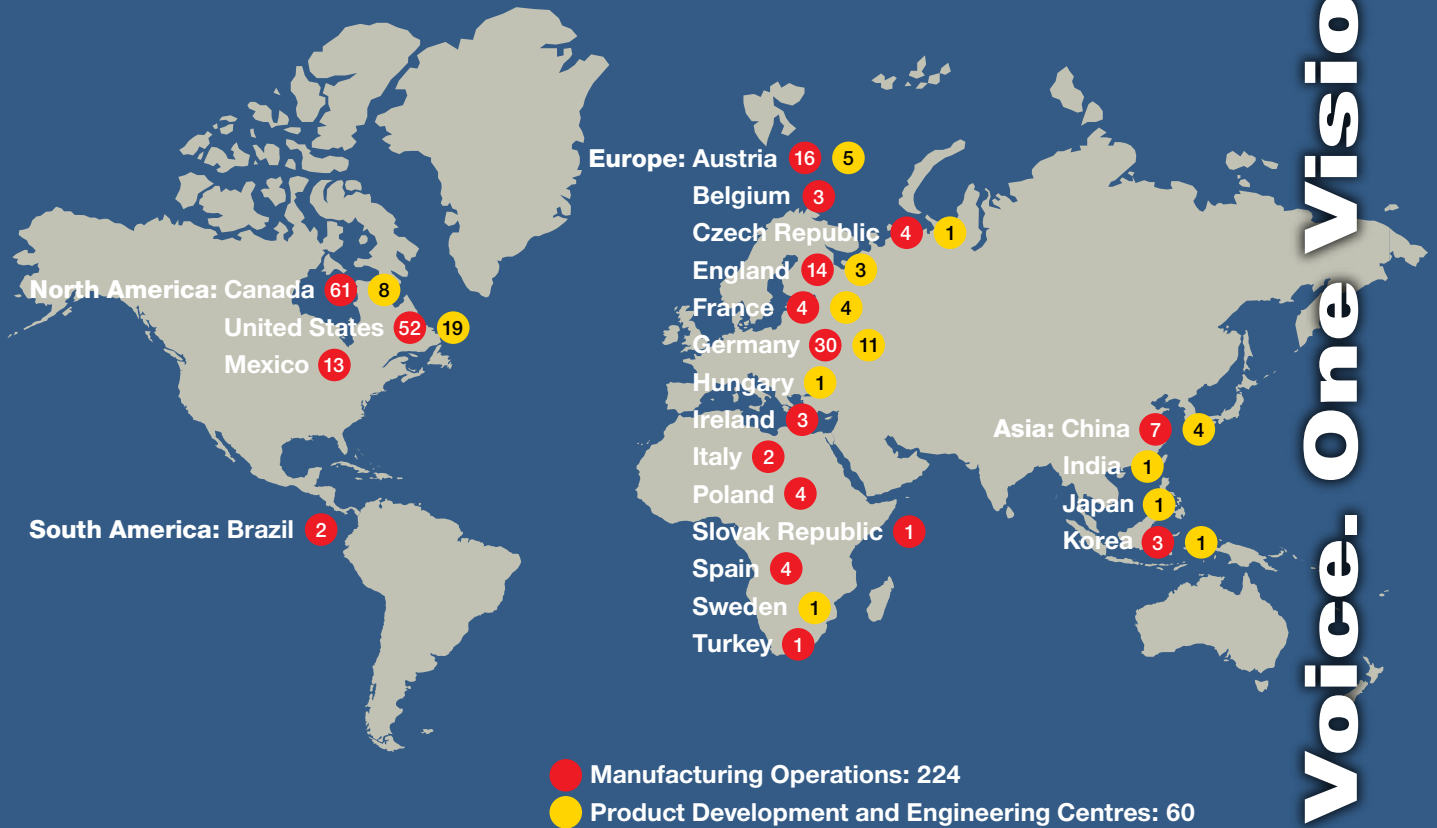 North America: Canada 61 8
United States 52 19
Mexico 13
South America: Brazil 2
Europe: Austria 16 5
Belgium 3
Czech Republic 4 1
England 14 3
France 4 4
Germany 30 11
Hungary 1
Ireland 3
Italy 2
Poland 4
Slovak Republic 1
Spain 4
Sweden 1
Turkey 1
Asia: China 7 4
India 1
Japan 1
Korea 3 1
Manufacturing Operations: 224
Product Development and Engineering Centres: 60
Voice. One Visio